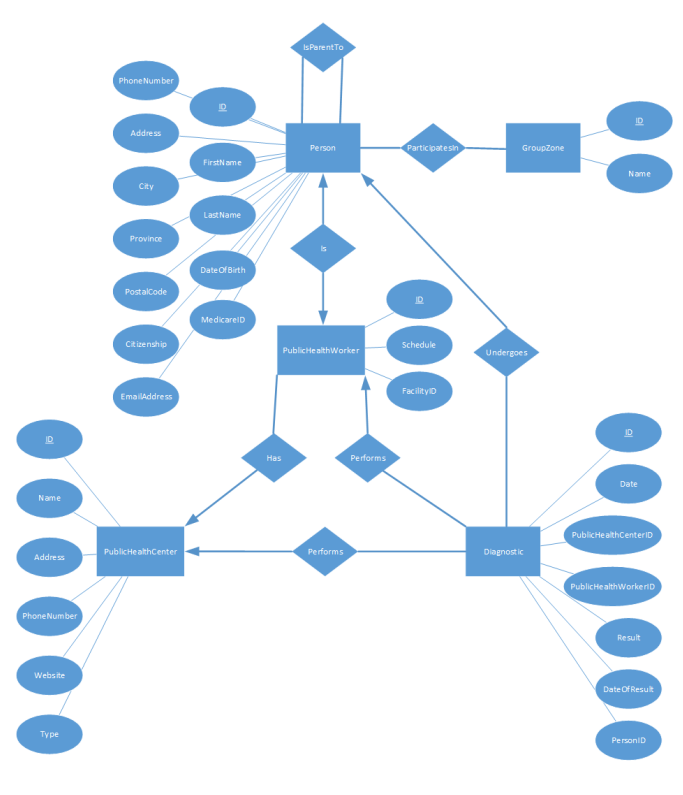 IsParentTo
PhoneNumber
ID
Address
Person
ParticipatesIn
GroupZone
ID
FirstName
Name
City
LastName
Province
Is
DateOfBirth
PostalCode
ID
MedicareID
Citizenship
PublicHealthWorker
Schedule
Undergoes
EmailAddress
FacilityID
ID
ID
Has
Performs
Name
Date
PublicHealthCenterID
Address
PublicHealthCenter
Performs
Diagnostic
PublicHealthWorkerID
PhoneNumber
Result
Website
DateOfResult
Type
PersonID